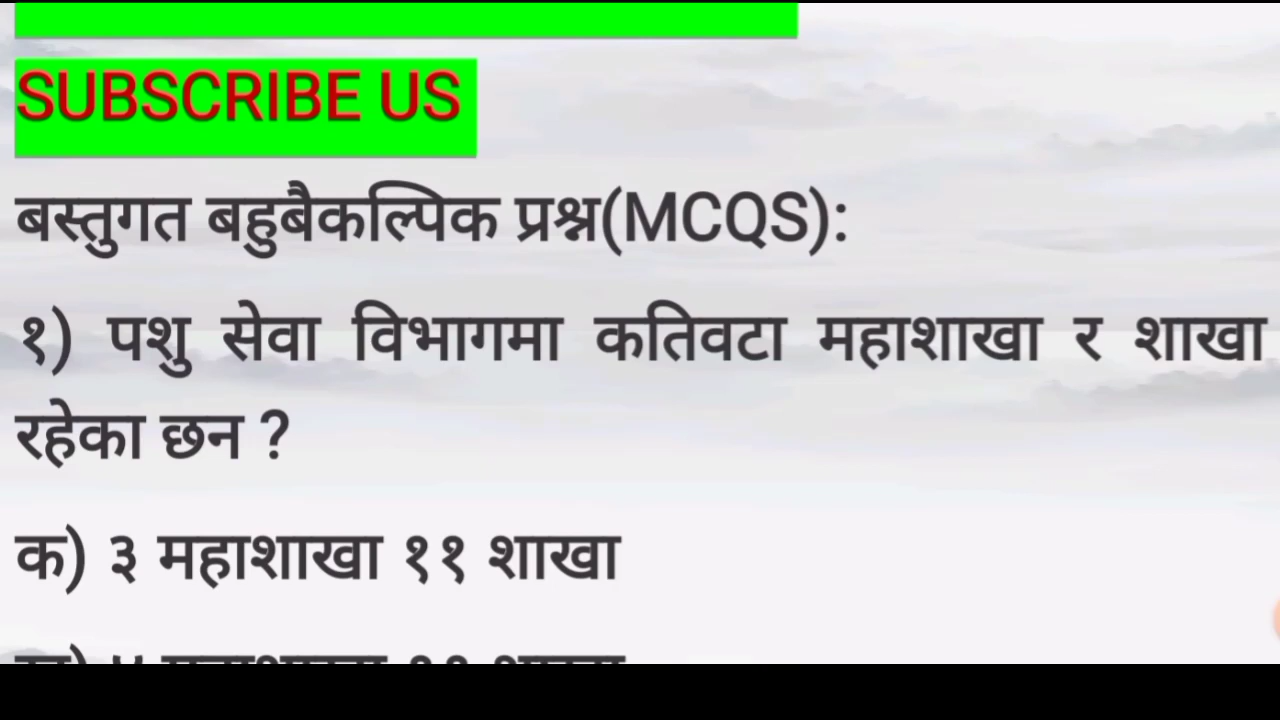 SUBSCRIBE US
बस्तुगत बहुबैकल्पिक प्रश्न(MCQS):
१) पशु सेवा विभागमा कतिवटा महाशाखा र शाखा
रहेका छन ?
क) ३ महाशाखा ११ शाखा